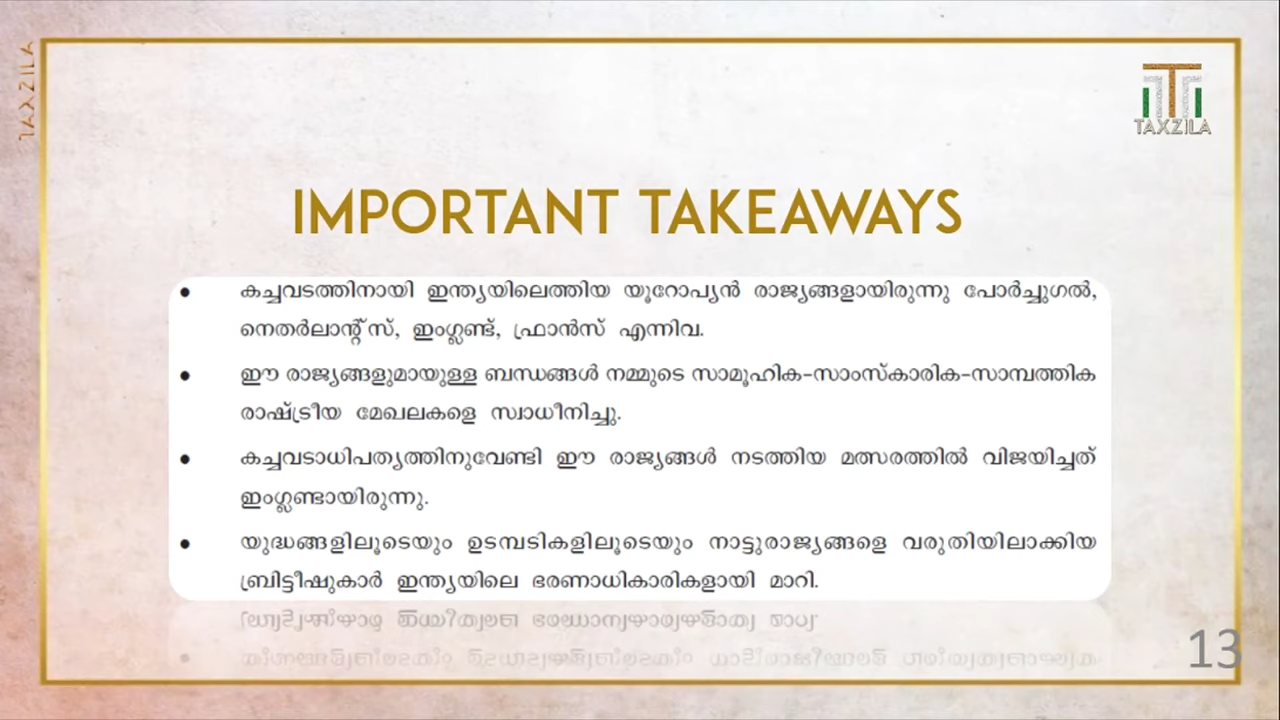 TAXZILA
TAXZILA
IMPORTANT TAKEAWAYS
● കച്ചവടത്തിനായി ഇന്ത്യയിലെത്തിയ യൂറോപ്യൻ രാജ്യങ്ങളായിരുന്നു പോർച്ചുഗൽ,
നെതർലാന്റ്സ്, ഇംഗ്ലണ്ട്, ഫ്രാൻസ് എന്നിവ.
● ഈ രാജ്യങ്ങളുമായുള്ള ബന്ധങ്ങൾ നമ്മുടെ സാമൂഹിക-സാംസ്കാരിക-സാമ്പത്തിക
രാഷ്ട്രീയ മേഖലകളെ സ്വാധീനിച്ചു.
● കച്ചവടാധിപത്യത്തിനുവേണ്ടി ഈ രാജ്യങ്ങൾ നടത്തിയ മത്സരത്തിൽ വിജയിച്ചത്
ഇംഗ്ലണ്ടായിരുന്നു.
● യുദ്ധങ്ങളിലൂടെയും ഉടമ്പടികളിലൂടെയും നാട്ടുരാജ്യങ്ങളെ വരുതിയിലാക്കിയ
ബ്രിട്ടീഷുകാർ ഇന്ത്യയിലെ ഭരണാധികാരികളായി മാറി.
13